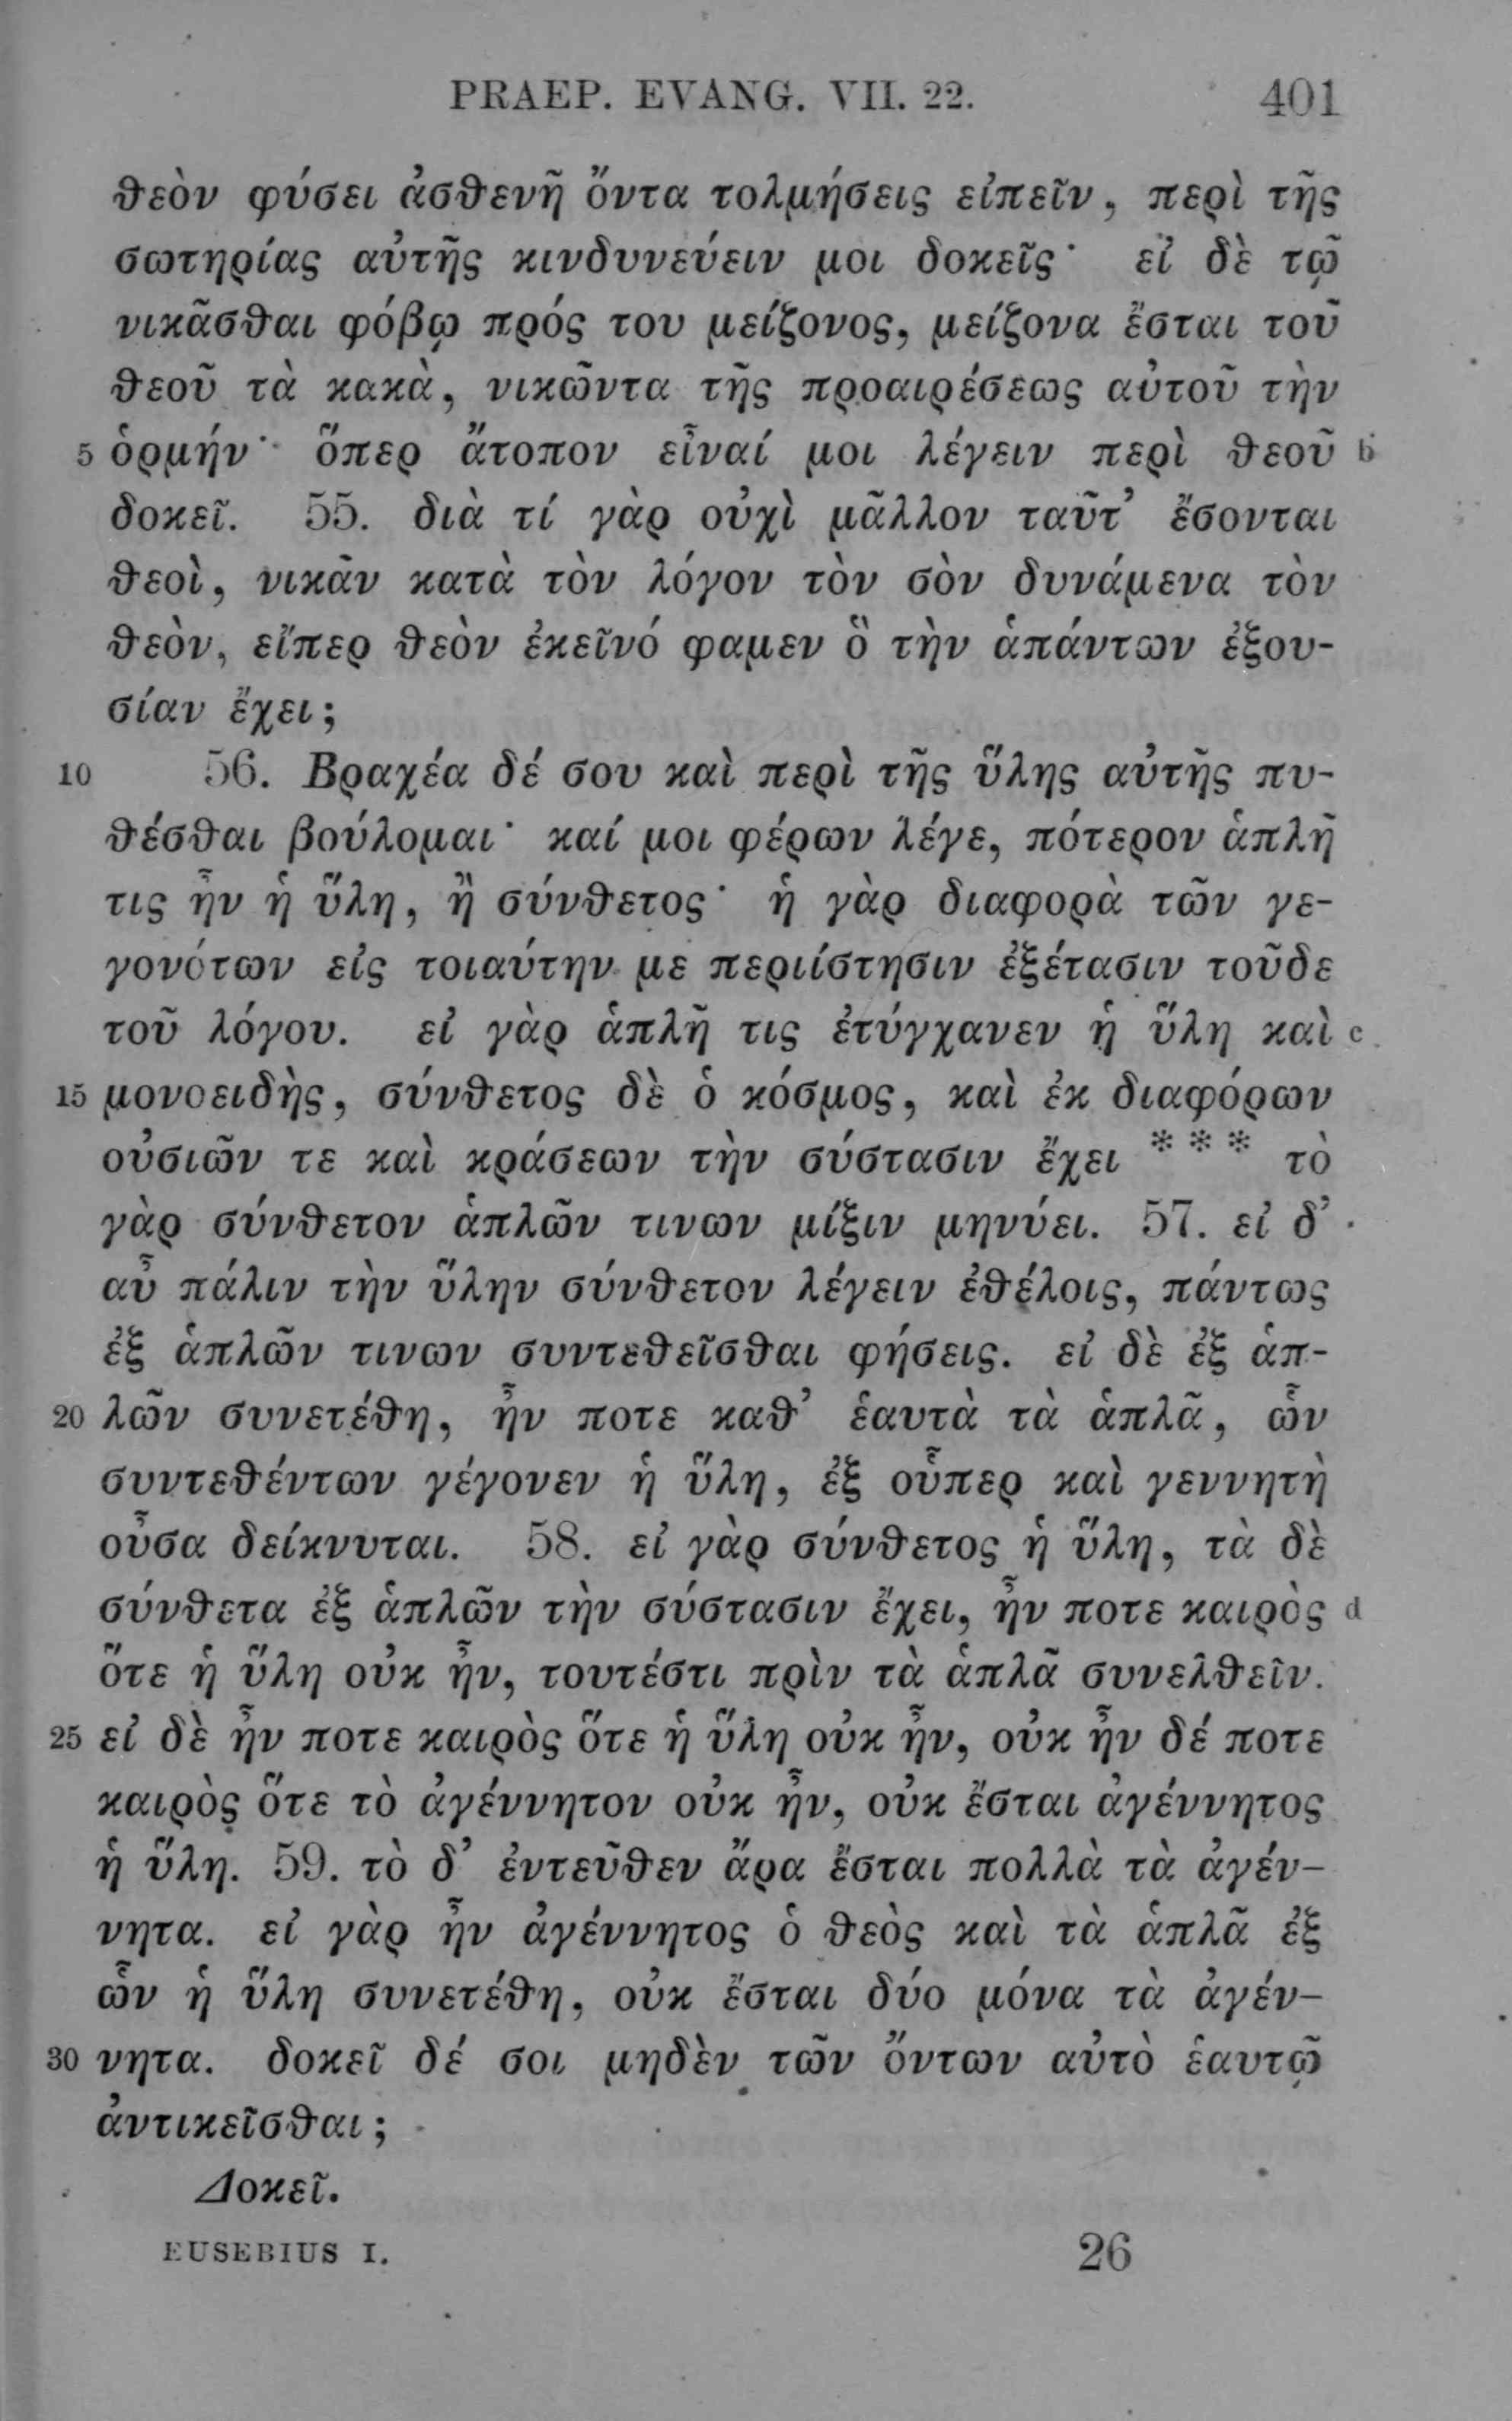 PRAEP. EVANG. VII. 22. 401
θεὸν φύσει ἀσθενῆ ὄντα τολμήσεις εἰπεῖν, περὶ τῆς
σωτηρίας αὐτῆς κινδυνεύειν μοι δοκεῖς· εἰ δὲ τῷ
νικᾶσθαι φόβῳ πρός του μείζονος, μείζονα ἔσται τοῦ
θεοῦ τὰ κακὰ, νικῶντα τῆς προαιρέσεως αὐτοῦ τὴν
5 ὁρμήν· ὅπερ ἄτοπον εἶναί μοι λέγειν περὶ θεοῦ b
δοκεῖ. 55. διὰ τί γὰρ οὐχὶ μᾶλλον ταῦτ’ ἔσονται
θεοὶ, νικᾶν κατὰ τὸν λόγον τὸν σὸν δυνάμενα τὸν
θεὸν, εἴπερ θεὸν ἐκεῖνό φαμεν ὃ τὴν ἁπάντων ἐξου-
σίαν ἔχει;
10 56. Βραχέα δέ σου καὶ περὶ τῆς ὕλης αὐτῆς πυ-
θέσθαι βούλομαι· καί μοι φέρων λέγε, πότερον ἁπλῆ
τις ἦν ἡ ὕλη, ἢ σύνθετος· ἡ γὰρ διαφορὰ τῶν γε-
γονότων εἰς τοιαύτην με περιίστησιν ἐξέτασιν τοῦδε
τοῦ λόγου. εἰ γὰρ ἁπλῆ τις ἐτύγχανεν ἡ ὕλη καὶ c
15 μονοειδὴς, σύνθετος δὲ ὁ κόσμος, καὶ ἐκ διαφόρων
οὐσιῶν τε καὶ κράσεων τὴν σύστασιν ἔχει * * * τὸ
γὰρ σύνθετον ἁπλῶν τινων μίξιν μηνύει. 57. εἰ δ’
αὖ πάλιν τὴν ὕλην σύνθετον λέγειν ἐθέλοις, πάντως
ἐξ ἁπλῶν τινων συντεθεῖσθαι φήσεις. εἰ δὲ ἐξ ἁπ-
20 λῶν συνετέθη, ἦν ποτε καθ’ ἑαυτὰ τὰ ἁπλᾶ, ὧν
συντεθέντων γέγονεν ἡ ὕλη, ἐξ οὗπερ καὶ γεννητὴ
οὖσα δείκνυται. 58. εἰ γὰρ σύνθετος ἡ ὕλη, τὰ δὲ
σύνθετα ἐξ ἁπλῶν τὴν σύστασιν ἔχει, ἦν ποτε καιρὸς d
ὅτε ἡ ὕλη οὐκ ἦν, τουτέστι πρὶν τὰ ἁπλᾶ συνελθεῖν.
25 εἰ δὲ ἦν ποτε καιρὸς ὅτε ἡ ὕλη οὐκ ἦν, οὐκ ἦν δέ ποτε
καιρὸς ὅτε τὸ ἀγέννητον οὐκ ἦν, οὐκ ἔσται ἀγέννητος
ἡ ὕλη. 59. τὸ δ’ ἐντεῦθεν ἄρα ἔσται πολλὰ τὰ ἀγέν-
νητα. εἰ γὰρ ἦν ἀγέννητος ὁ θεὸς καὶ τὰ ἁπλᾶ ἐξ
ὧν ἡ ὕλη συνετέθη, οὐκ ἔσται δύο μόνα τὰ ἀγέν-
30 νητα. δοκεῖ δέ σοι μηδὲν τῶν ὄντων αὐτὸ ἑαυτῷ
ἀντικεῖσθαι;
Δοκεῖ.
EUSEBIUS I. 26